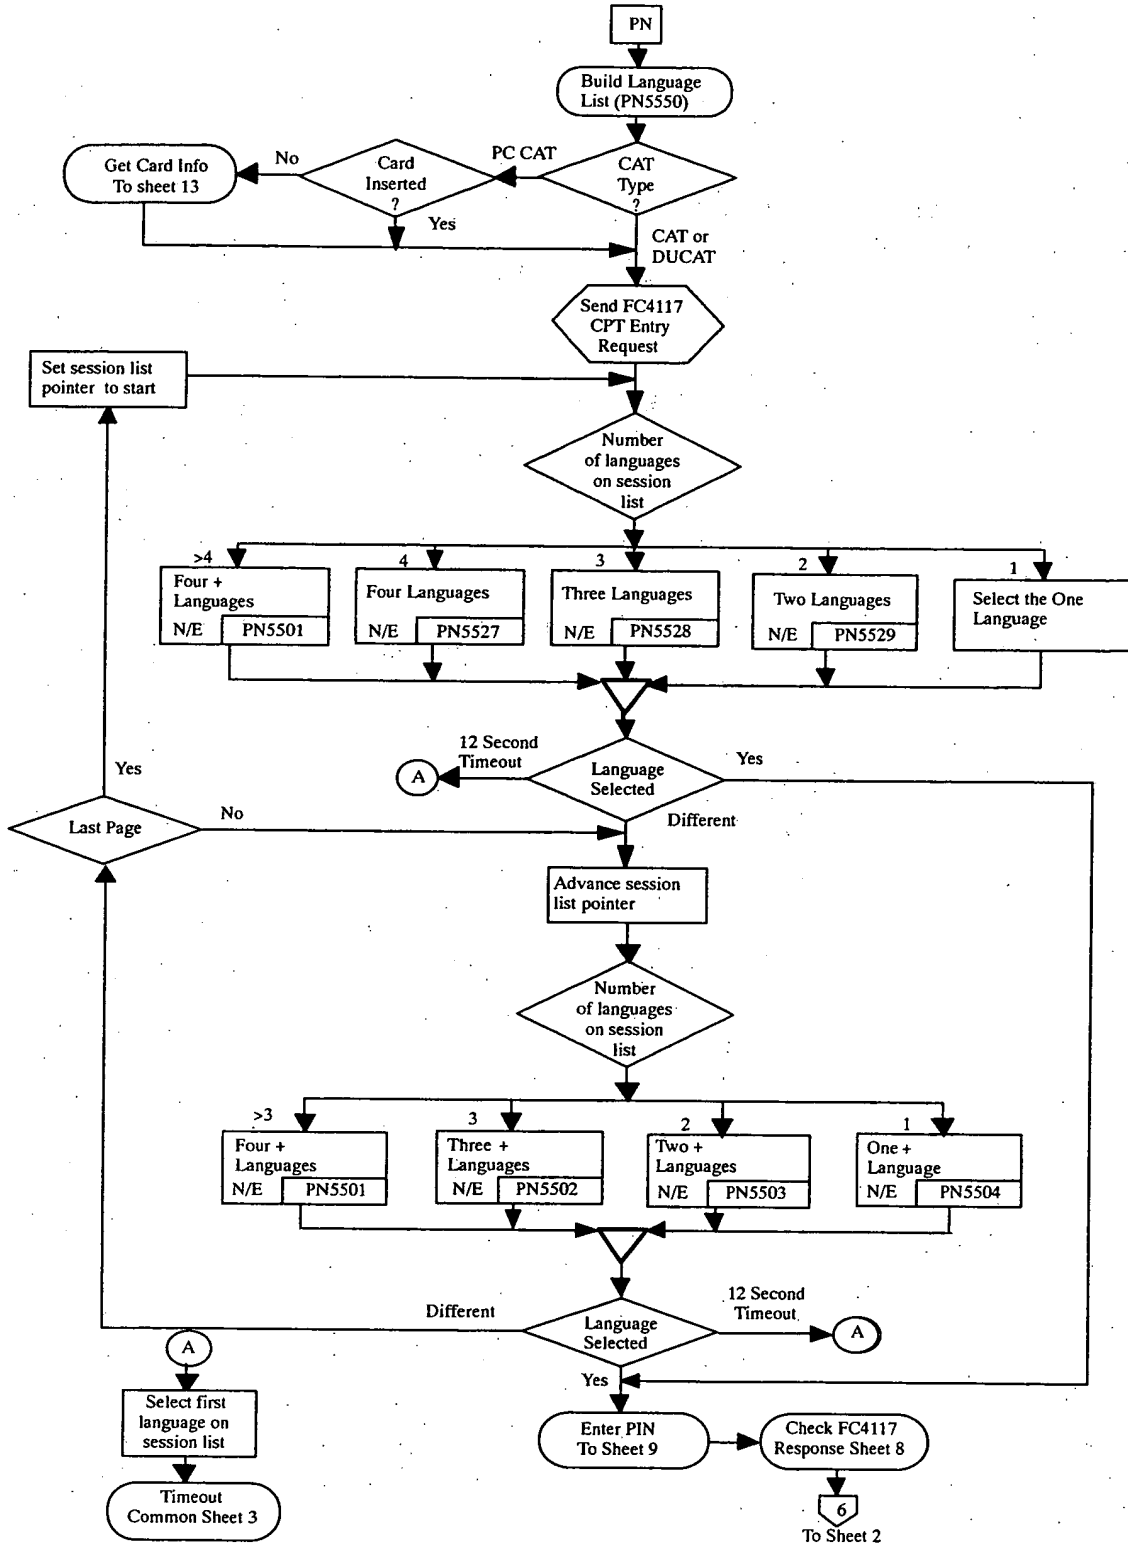 PN
Build Language
List (PN5550)
Get Card Info
To sheet 13
No
Card
Inserted
?
PC CAT
CAT
Type
?
Yes
CAT or
DUCAT
Send FC4117
CPT Entry
Request
Set session list
pointer to start
Number
of languages
on session
list
>4
Four +
Languages
N/E PN5501
4
Four Languages
N/E PN5527
3
Three Languages
N/E PN5528
2
Two Languages
N/E PN5529
1
Select the One
Language
12 Second
Timeout
A
Language
Selected
Yes
Different
Yes
Last Page
No
Advance session
list pointer
Number
of languages
on session
list
>3
Four +
Languages
N/E PN5501
3
Three +
Languages
N/E PN5502
2
Two +
Languages
N/E PN5503
1
One +
Language
N/E PN5504
Different
Language
Selected
12 Second
Timeout
A
Yes
A
Select first
language on
session list
Timeout
Common Sheet 3
Enter PIN
To Sheet 9
Check FC4117
Response Sheet 8
6
To Sheet 2